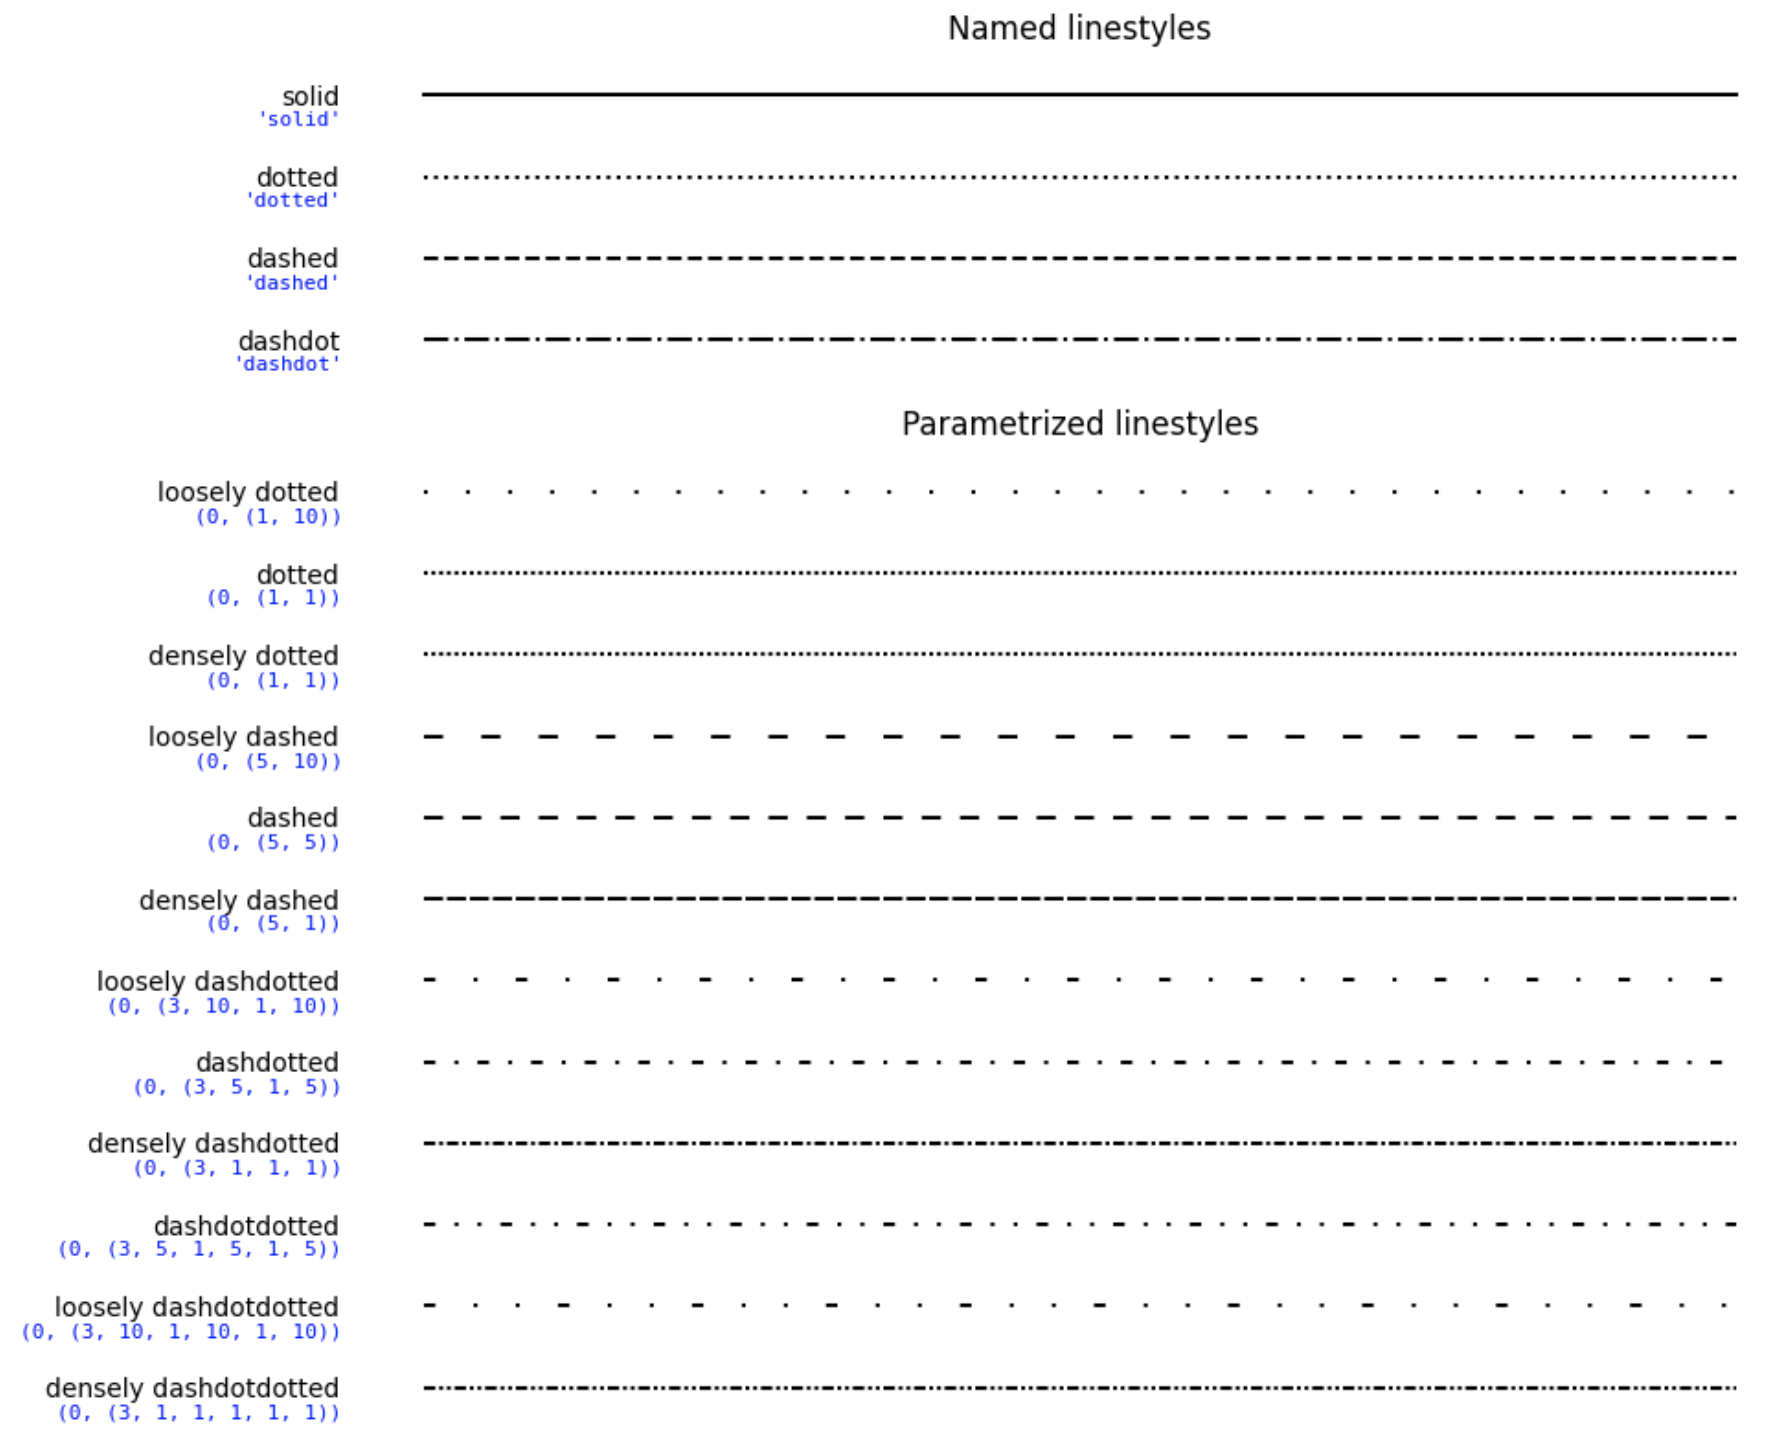 Named linestyles
solid
'solid'
dotted
'dotted'
dashed
'dashed'
dashdot
'dashdot'
Parametrized linestyles
loosely dotted
(0, (1, 10))
dotted
(0, (1, 1))
densely dotted
(0, (1, 1))
loosely dashed
(0, (5, 10))
dashed
(0, (5, 5))
densely dashed
(0, (5, 1))
loosely dashdotted
(0, (3, 10, 1, 10))
dashdotted
(0, (3, 5, 1, 5))
densely dashdotted
(0, (3, 1, 1, 1))
dashdotdotted
(0, (3, 5, 1, 5, 1, 5))
loosely dashdotdotted
(0, (3, 10, 1, 10, 1, 10))
densely dashdotdotted
(0, (3, 1, 1, 1, 1, 1))